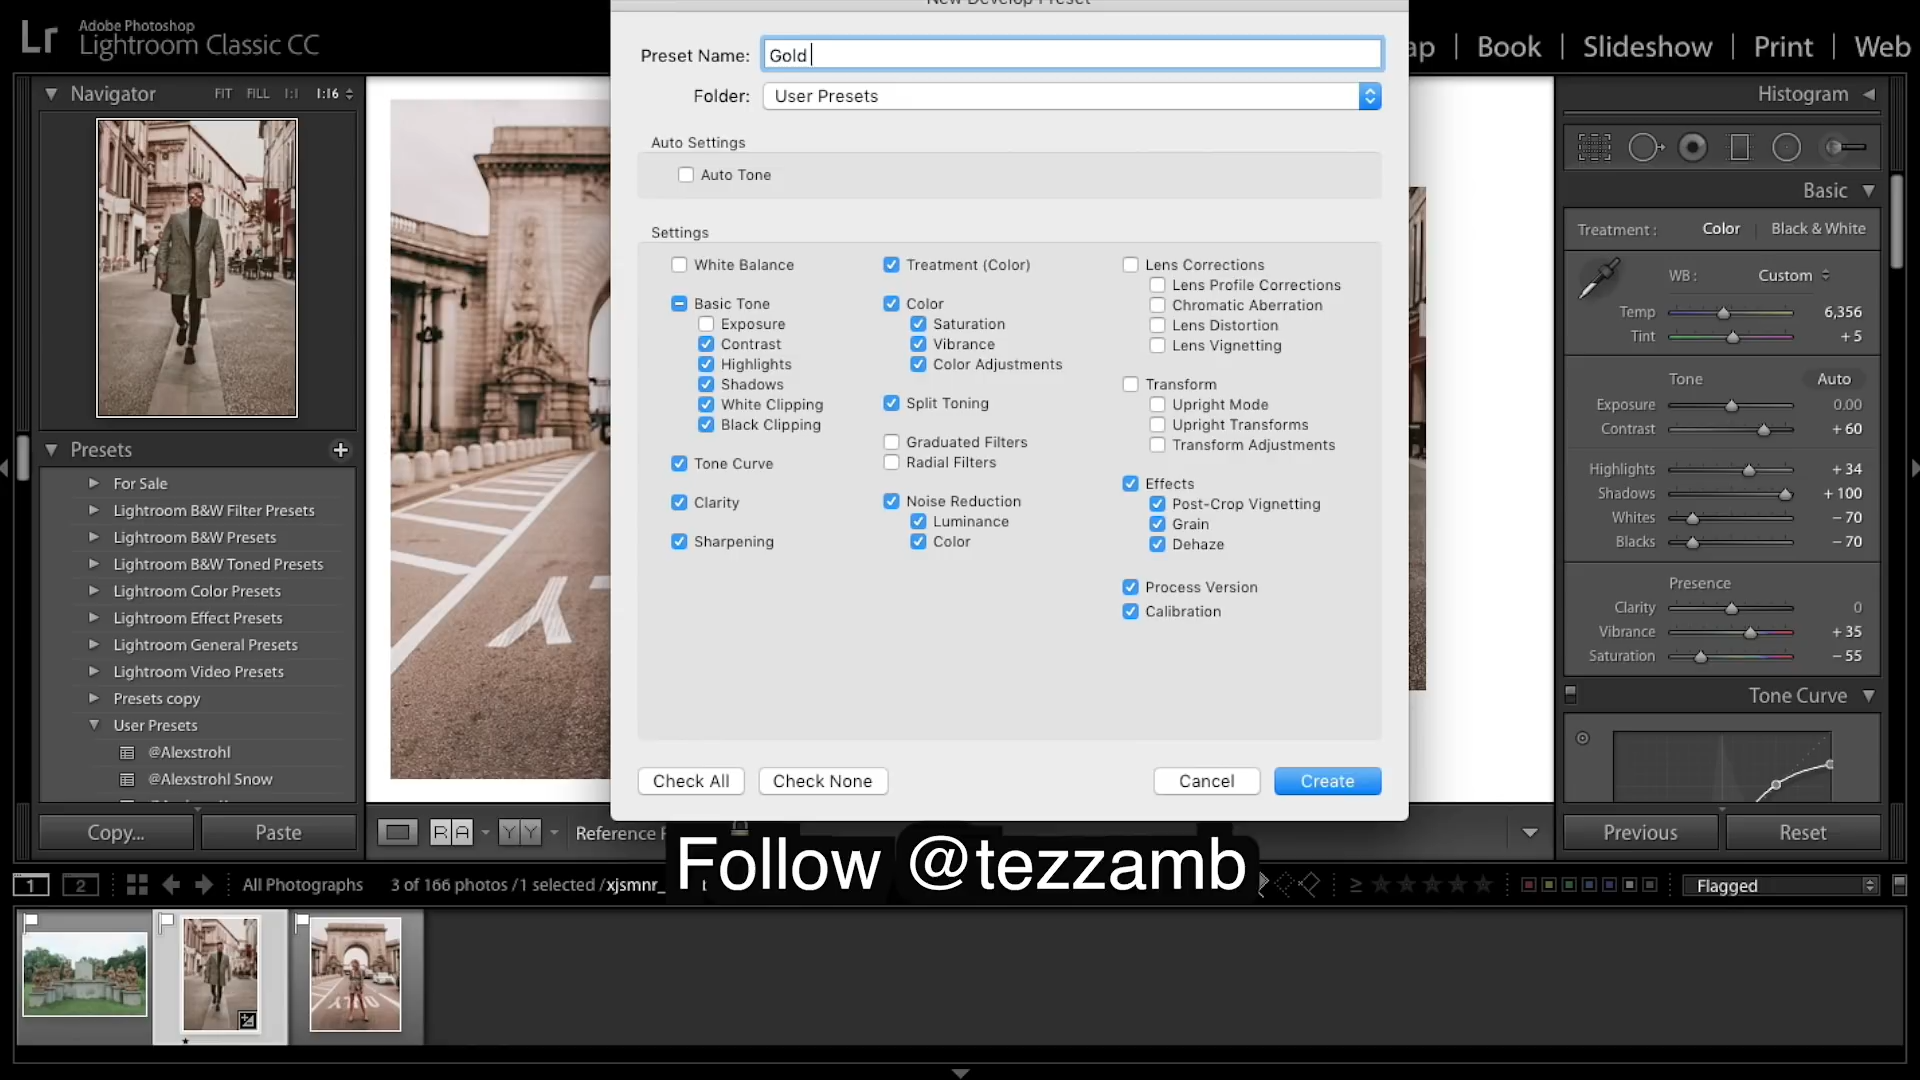 New Develop Preset
Lr
Adobe Photoshop
Lightroom Classic CC
Book
Slideshow
Print
Web
Preset Name:
Gold
Folder:
User Presets
Auto Settings
Auto Tone
Settings
White Balance
Basic Tone
Exposure
Contrast
Highlights
Shadows
White Clipping
Black Clipping
Tone Curve
Clarity
Sharpening
Treatment (Color)
Color
Saturation
Vibrance
Color Adjustments
Split Toning
Graduated Filters
Radial Filters
Noise Reduction
Luminance
Color
Lens Corrections
Lens Profile Corrections
Chromatic Aberration
Lens Distortion
Lens Vignetting
Transform
Upright Mode
Upright Transforms
Transform Adjustments
Effects
Post-Crop Vignetting
Grain
Dehaze
Process Version
Calibration
Check All
Check None
Cancel
Create
Navigator
FIT FILL 1:1 1:16
Presets +
For Sale
Lightroom B&W Filter Presets
Lightroom B&W Presets
Lightroom B&W Toned Presets
Lightroom Color Presets
Lightroom Effect Presets
Lightroom General Presets
Lightroom Video Presets
Presets copy
User Presets
@Alexstrohl
@Alexstrohl Snow
Copy...
Paste
Histogram
Basic
Treatment : Color Black & White
WB : Custom
Temp 6,356
Tint + 5
Tone Auto
Exposure 0.00
Contrast + 60
Highlights + 34
Shadows + 100
Whites – 70
Blacks – 70
Presence
Clarity 0
Vibrance + 35
Saturation – 55
Tone Curve
Previous
Reset
R A
Y Y
Reference
Follow @tezzamb
1 2
All Photographs
3 of 166 photos /1 selected /xjsmnr_
≥
Flagged